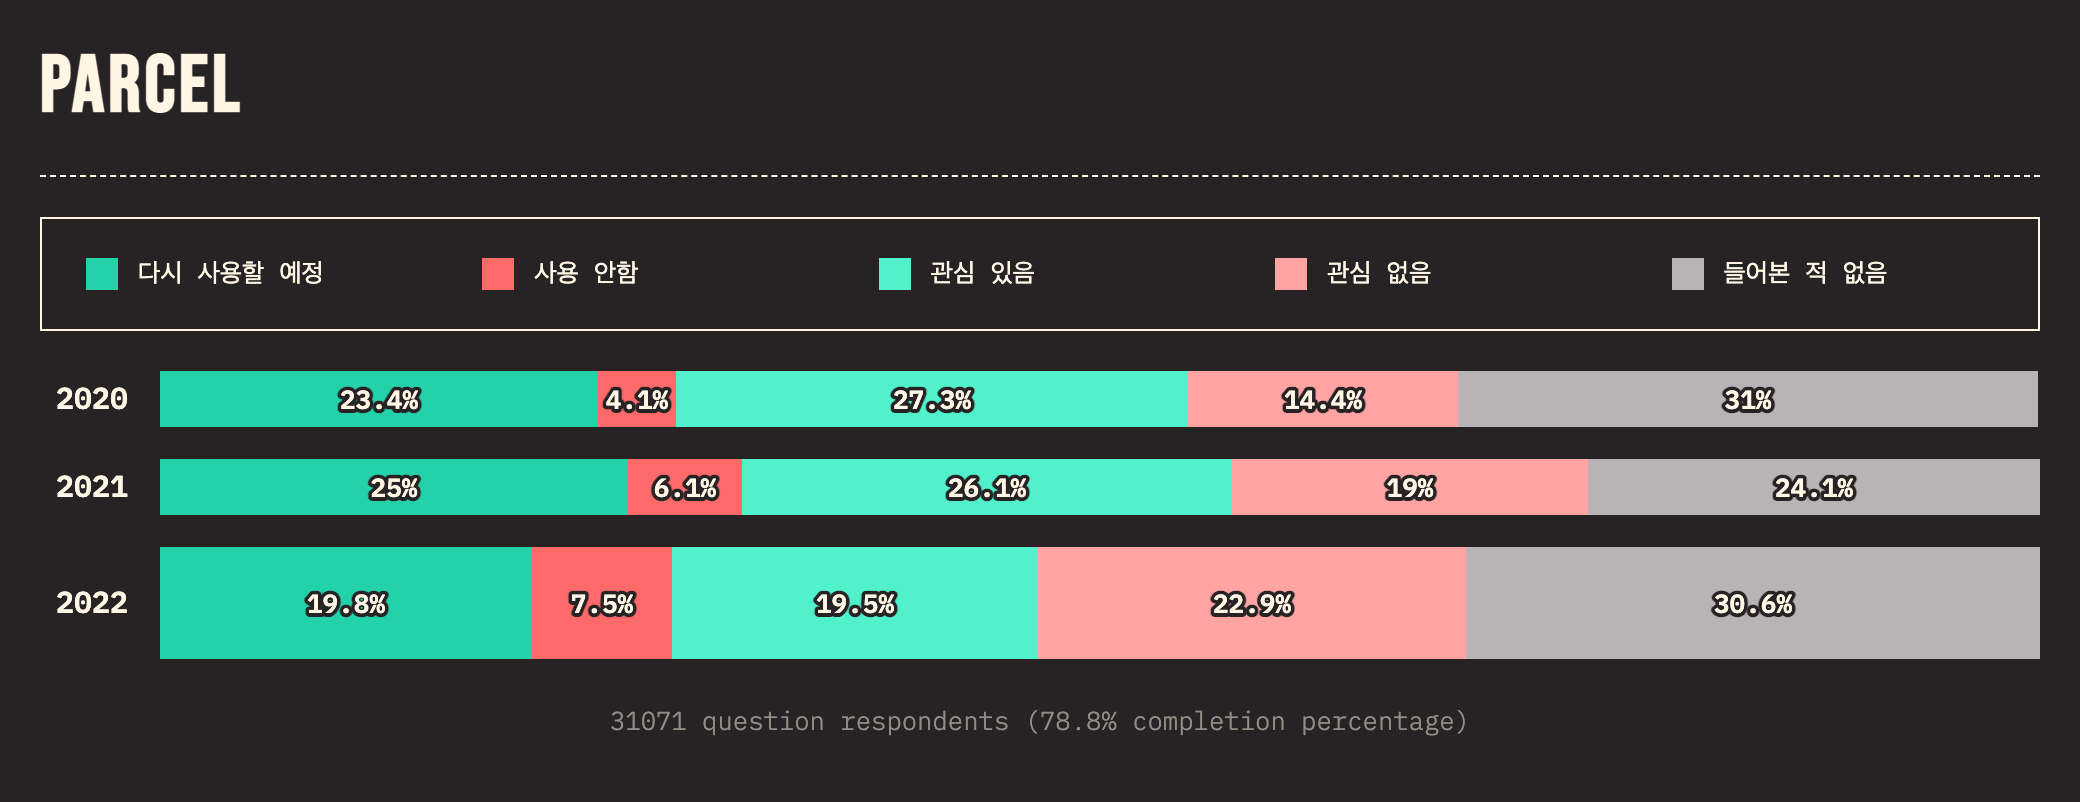 PARCEL
다시 사용할 예정 사용 안함 관심 있음 관심 없음 들어본 적 없음
2020 23.4% 4.1% 27.3% 14.4% 31%
2021 25% 6.1% 26.1% 19% 24.1%
2022 19.8% 7.5% 19.5% 22.9% 30.6%
31071 question respondents (78.8% completion percentage)